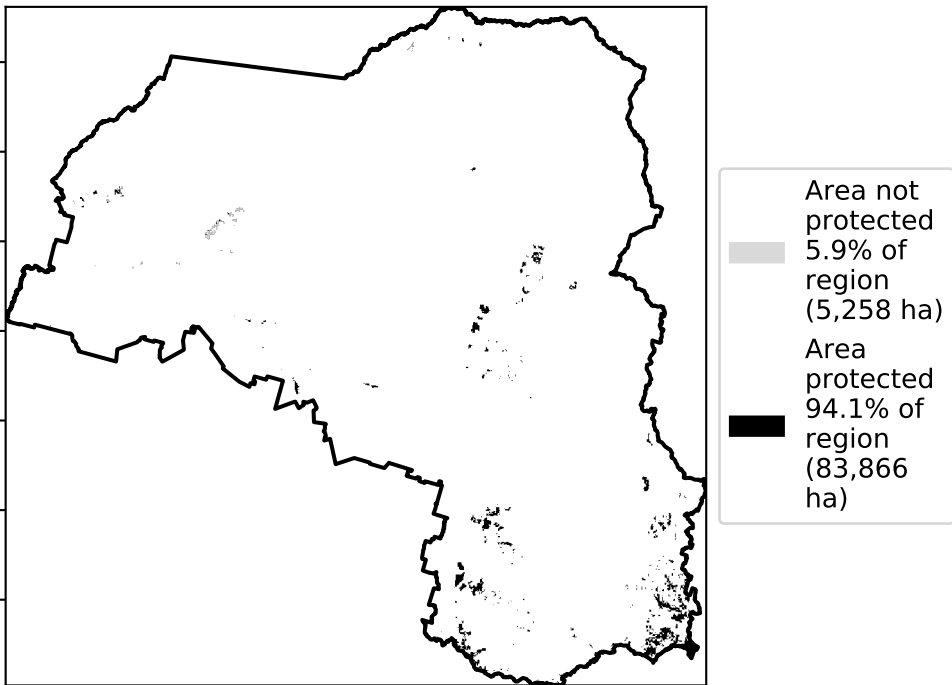 Area not
protected
5.9% of
region
(5,258 ha)
Area
protected
94.1% of
region
(83,866
ha)